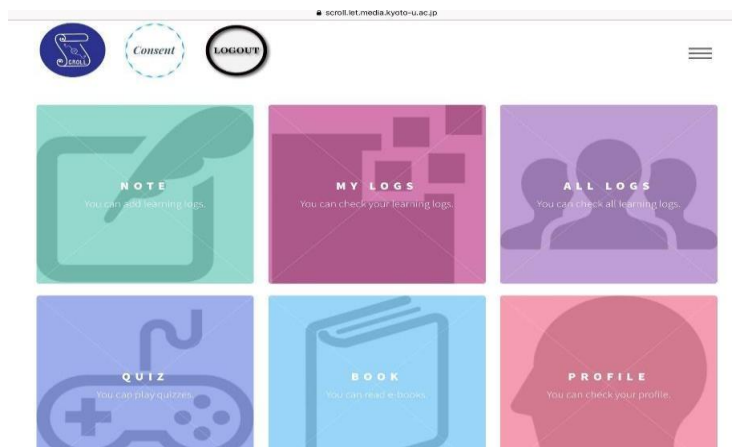 scroll.let.media.kyoto-u.ac.jp
SCROLL
Consent
LOGOUT
NOTE
You can add learning logs.
MY LOGS
You can check your learning logs.
ALL LOGS
You can check all learning logs.
QUIZ
You can play quizzes.
BOOK
You can read e-books.
PROFILE
You can check your profile.